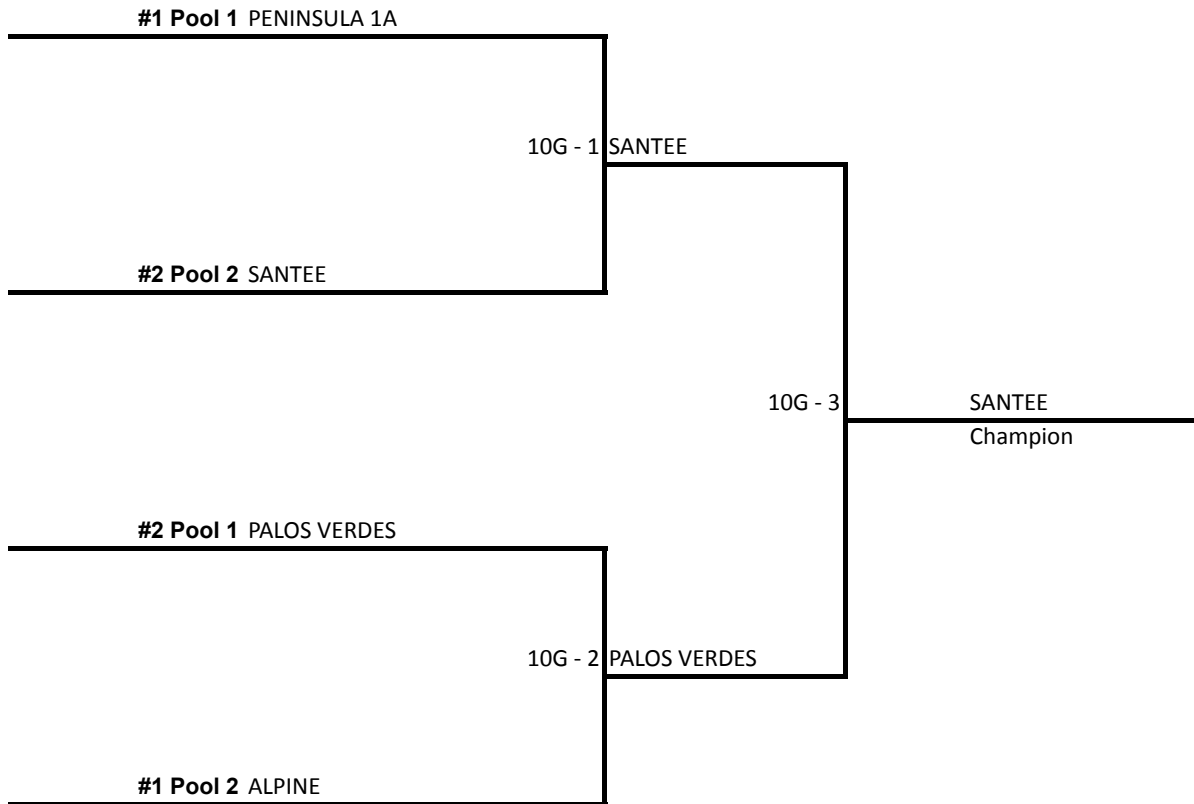 #1 Pool 1 PENINSULA 1A
10G - 1 SANTEE
#2 Pool 2 SANTEE
10G - 3 SANTEE
Champion
#2 Pool 1 PALOS VERDES
10G - 2 PALOS VERDES
#1 Pool 2 ALPINE